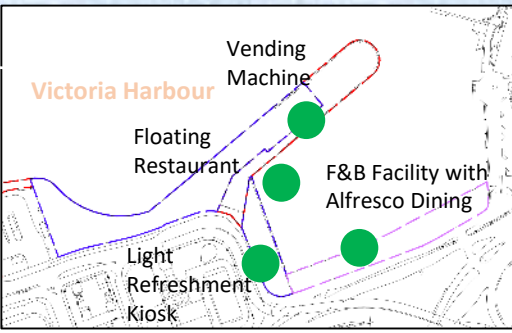 Vending
Machine
Victoria Harbour
Floating
Restaurant
F&B Facility with
Alfresco Dining
Light
Refreshment
Kiosk